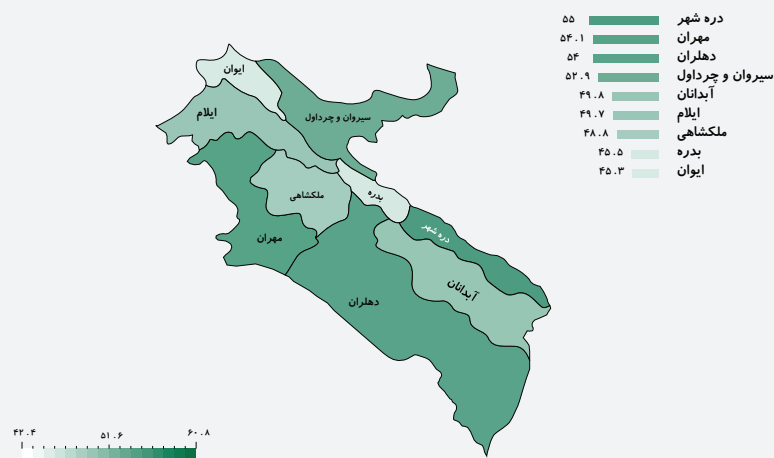 دره شهر ۵۵
مهران ۵۴.۱
دهلران ۵۴
سیروان و چرداول ۵۲.۹
آبدانان ۴۹.۸
ایلام ۴۹.۷
ملکشاهی ۴۸.۸
بدره ۴۵.۵
ایوان ۴۵.۳
ایوان
ایلام
سیروان و چرداول
ملکشاهی
بدره
مهران
دره شهر
آبدانان
دهلران
۴۲.۴ ۵۱.۶ ۶۰.۸